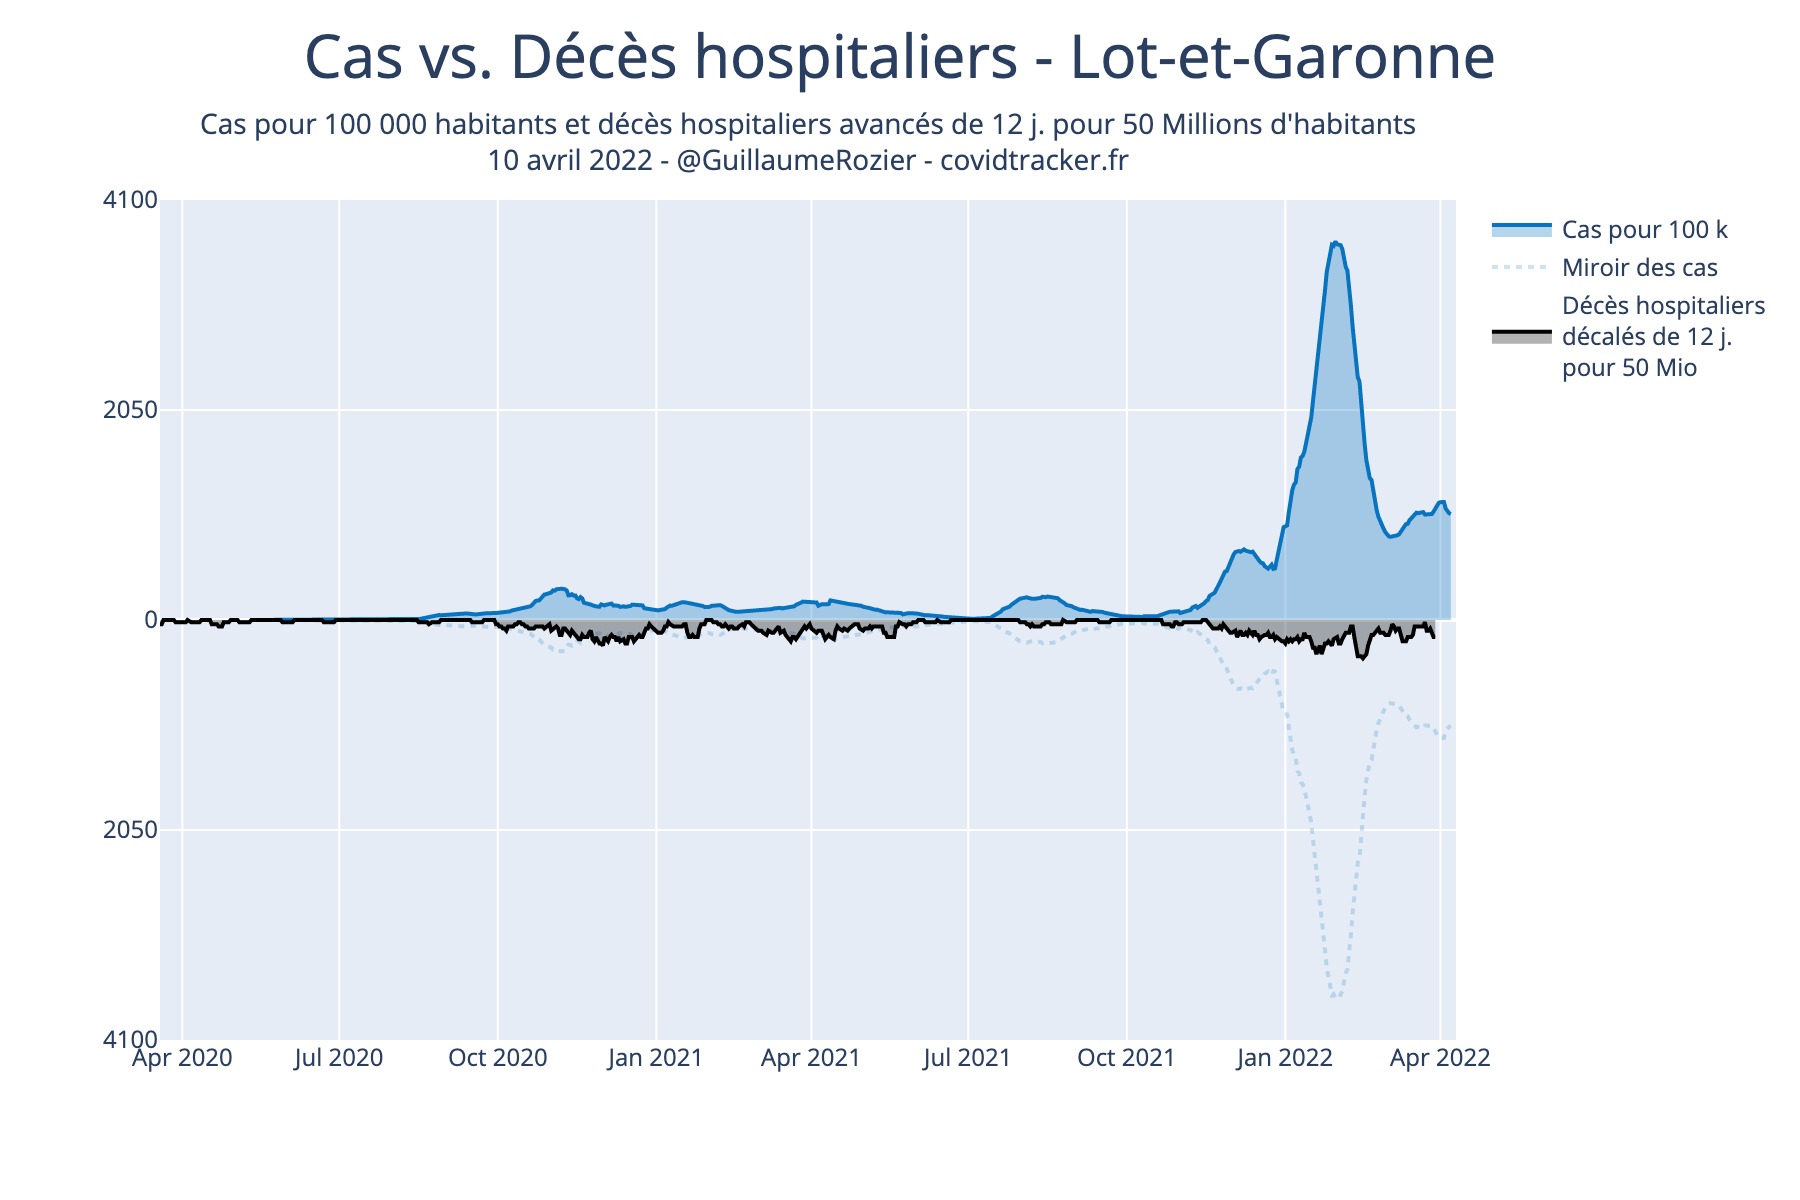 Cas vs. Décès hospitaliers - Lot-et-Garonne
Cas pour 100 000 habitants et décès hospitaliers avancés de 12 j. pour 50 Millions d'habitants
10 avril 2022 - @GuillaumeRozier - covidtracker.fr
4100
2050
0
2050
4100
Apr 2020
Jul 2020
Oct 2020
Jan 2021
Apr 2021
Jul 2021
Oct 2021
Jan 2022
Apr 2022
Cas pour 100 k
Miroir des cas
Décès hospitaliers
décalés de 12 j.
pour 50 Mio